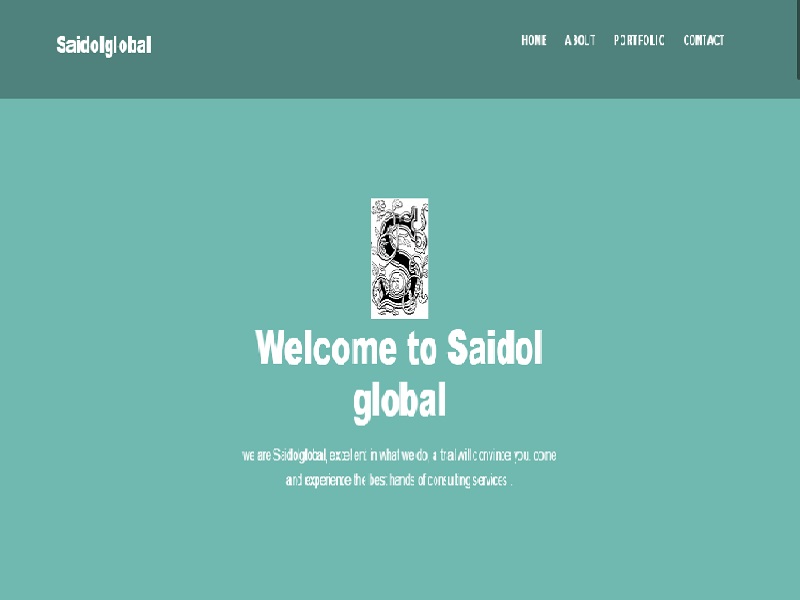 Saidolglobal
HOME ABOUT PORTFOLIO CONTACT
S
Welcome to Saidol
global
we are Saidolglobal, excellent in what we do. a trial will convince you. come
and experience the best hands of consulting services .